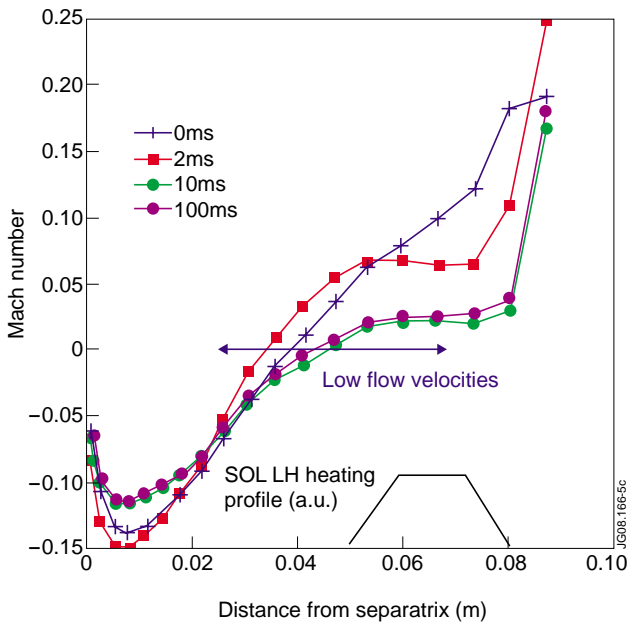 0.25
0.20
0.15
0.10
0.05
0
−0.05
−0.10
−0.15
Mach number
0ms
2ms
10ms
100ms
Low flow velocities
SOL LH heating
profile (a.u.)
0
0.02
0.04
0.06
0.08
0.10
Distance from separatrix (m)
JG08.166-5c